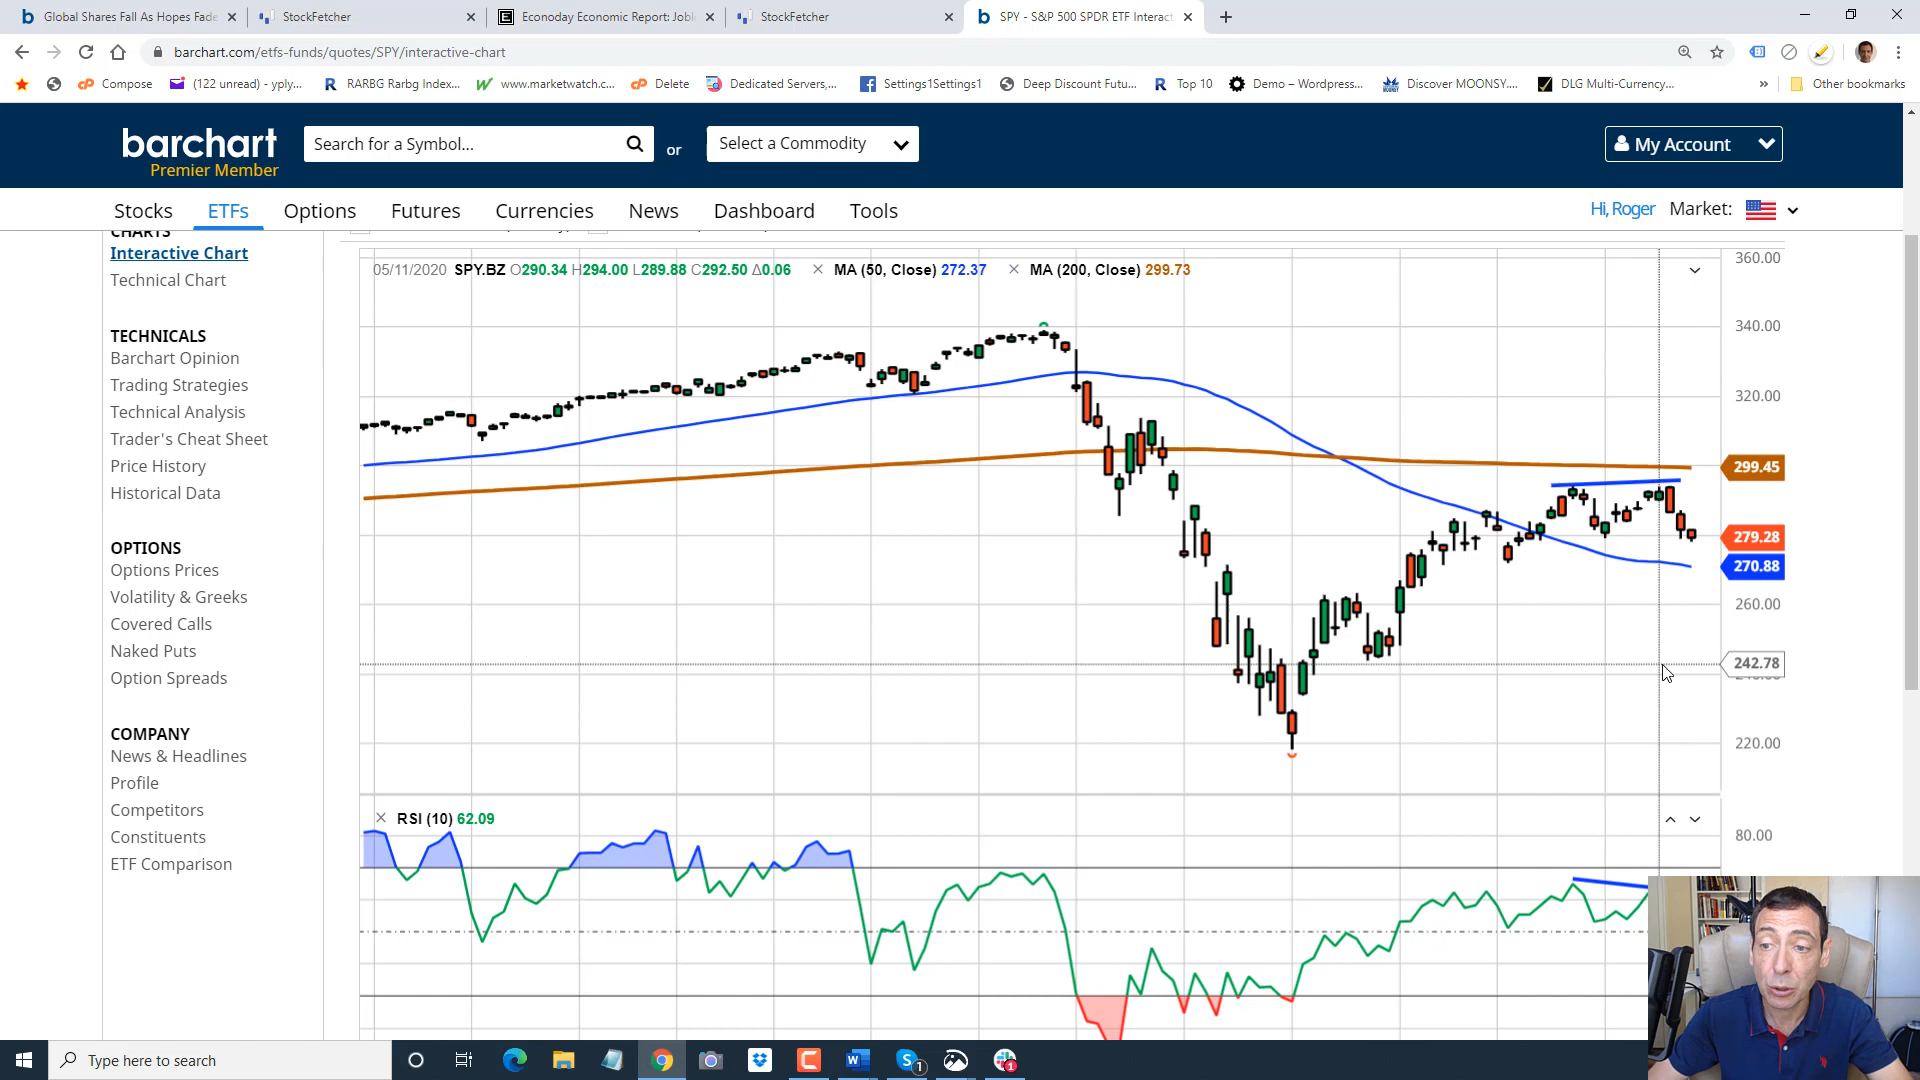 Global Shares Fall As Hopes Fade
StockFetcher
Econoday Economic Report: Jobl
StockFetcher
SPY - S&P 500 SPDR ETF Interact
barchart.com/etfs-funds/quotes/SPY/interactive-chart
Compose
(122 unread) - yply...
RARBG Rarbg Index...
www.marketwatch.c...
Delete
Dedicated Servers,...
Settings1Settings1
Deep Discount Futu...
Top 10
Demo – Wordpress...
Discover MOONSY....
DLG Multi-Currency...
»
Other bookmarks
barchart
Premier Member
Search for a Symbol...
or
Select a Commodity
My Account
Stocks
ETFs
Options
Futures
Currencies
News
Dashboard
Tools
Hi, Roger
Market:
CHARTS
Interactive Chart
Technical Chart
TECHNICALS
Barchart Opinion
Trading Strategies
Technical Analysis
Trader's Cheat Sheet
Price History
Historical Data
OPTIONS
Options Prices
Volatility & Greeks
Covered Calls
Naked Puts
Option Spreads
COMPANY
News & Headlines
Profile
Competitors
Constituents
ETF Comparison
05/11/2020 SPY.BZ O290.34 H294.00 L289.88 C292.50 Δ0.06
MA (50, Close) 272.37
MA (200, Close) 299.73
360.00
340.00
320.00
299.45
279.28
270.88
260.00
242.78
220.00
RSI (10) 62.09
80.00
Type here to search
1
1